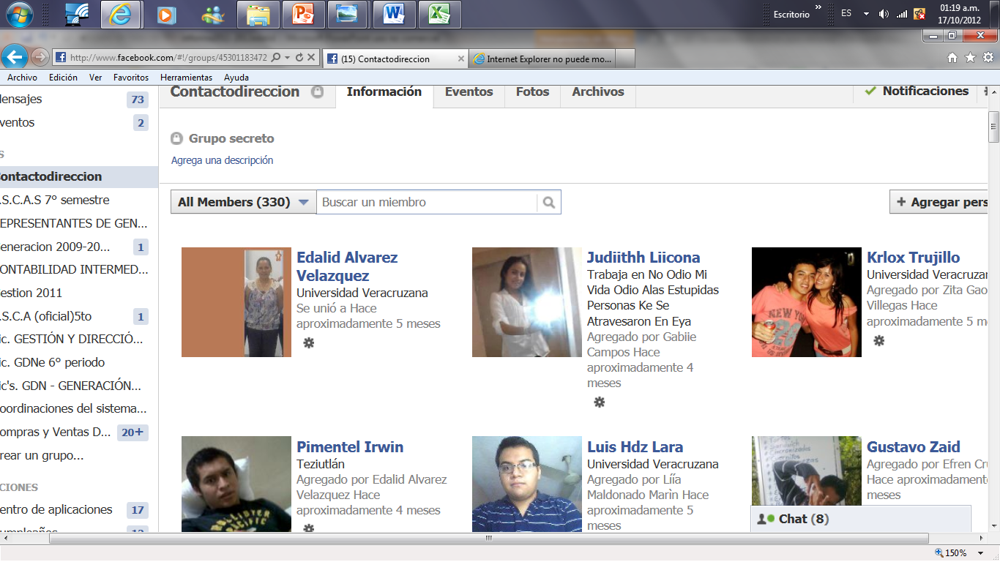 Escritorio
»
ES
01:19 a.m.
17/10/2012
http://www.facebook.com/#!/groups/45301183472
(15) Contactodireccion
Internet Explorer no puede mo...
Archivo Edición Ver Favoritos Herramientas Ayuda
ensajes 73
ventos 2
S
ontactodireccion
.S.C.A.S 7° semestre
EPRESENTANTES DE GEN...
eneracion 2009-20... 1
ONTABILIDAD INTERMED...
estion 2011
.S.C.A (oficial)5to 1
ic. GESTIÓN Y DIRECCIÓ...
ic. GDNe 6° periodo
ic's. GDN - GENERACIÓN...
oordinaciones del sistema...
ompras y Ventas D... 20+
rear un grupo...
CIONES
entro de aplicaciones 17
umpleaños 12
Contactodireccion Información Eventos Fotos Archivos Notificaciones
Grupo secreto
Agrega una descripción
All Members (330) Buscar un miembro + Agregar pers
Edalid Alvarez
Velazquez
Universidad Veracruzana
Se unió a Hace
aproximadamente 5 meses
Judiithh Liicona
Trabaja en No Odio Mi
Vida Odio Alas Estupidas
Personas Ke Se
Atravesaron En Eya
Agregado por Gabiie
Campos Hace
aproximadamente 4
meses
Krlox Trujillo
Universidad Veracruzan
Agregado por Zita Gao
Villegas Hace
aproximadamente 5 m
NEW YORK
Pimentel Irwin
Teziutlán
Agregado por Edalid Alvarez
Velazquez Hace
aproximadamente 4 meses
Luis Hdz Lara
Universidad Veracruzana
Agregado por Líía
Maldonado Marìn Hace
aproximadamente 5
meses
Gustavo Zaid
Agregado por Efren Cru
Hace aproximadament
meses
Chat (8)
150%